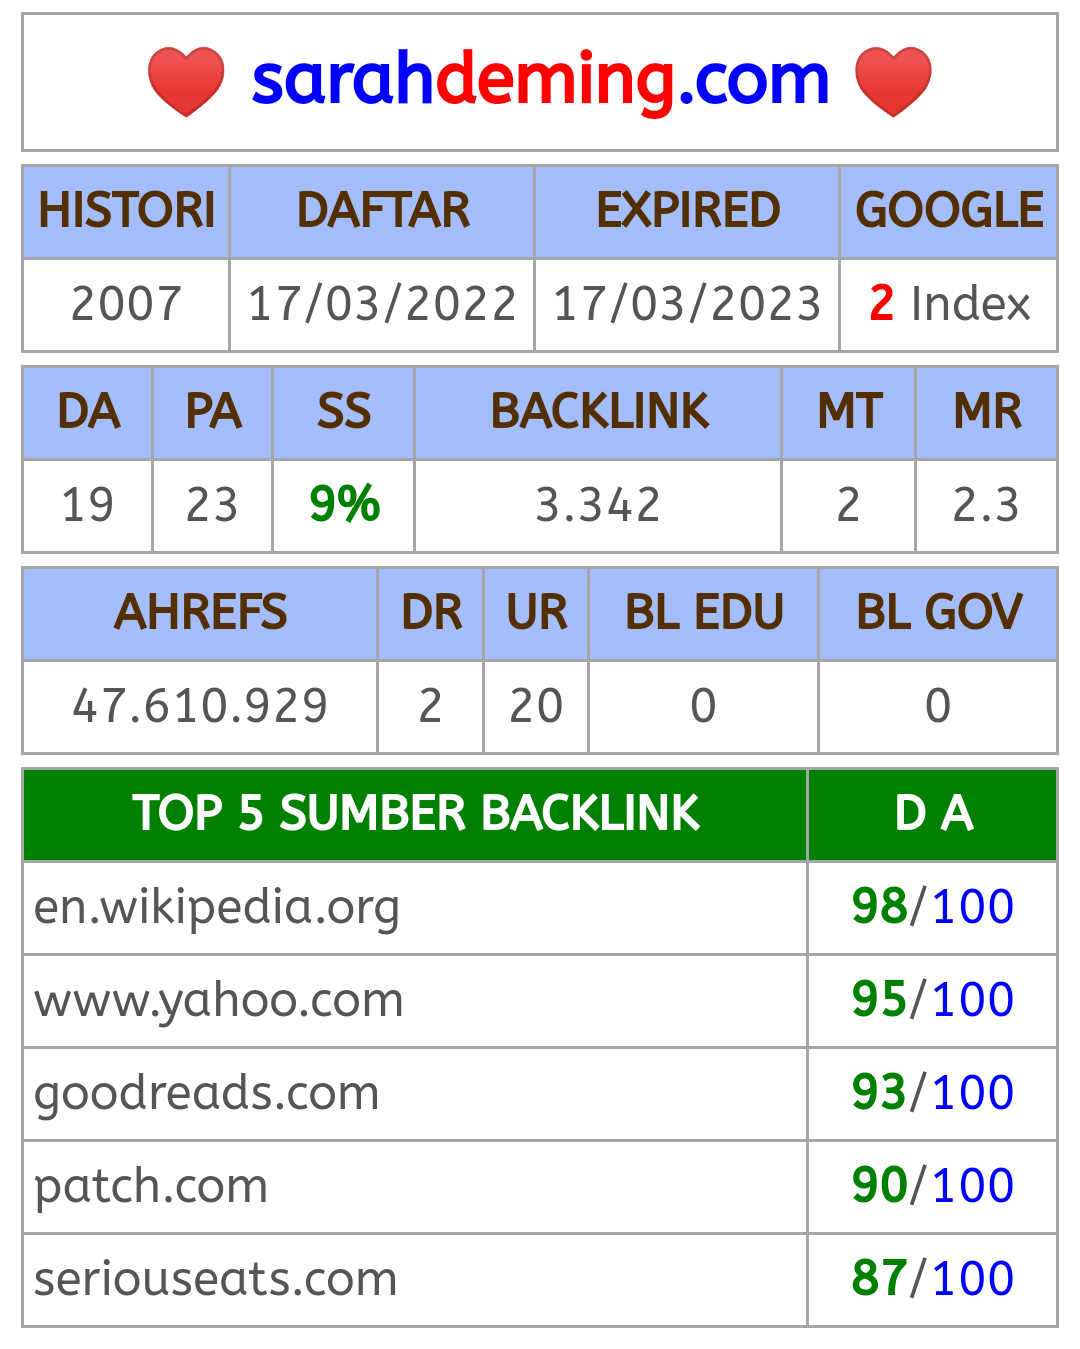 sarahdeming.com
HISTORI DAFTAR EXPIRED GOOGLE
2007 17/03/2022 17/03/2023 2 Index
DA PA SS BACKLINK MT MR
19 23 9% 3.342 2 2.3
AHREFS DR UR BL EDU BL GOV
47.610.929 2 20 0 0
TOP 5 SUMBER BACKLINK D A
en.wikipedia.org 98/100
www.yahoo.com 95/100
goodreads.com 93/100
patch.com 90/100
seriouseats.com 87/100